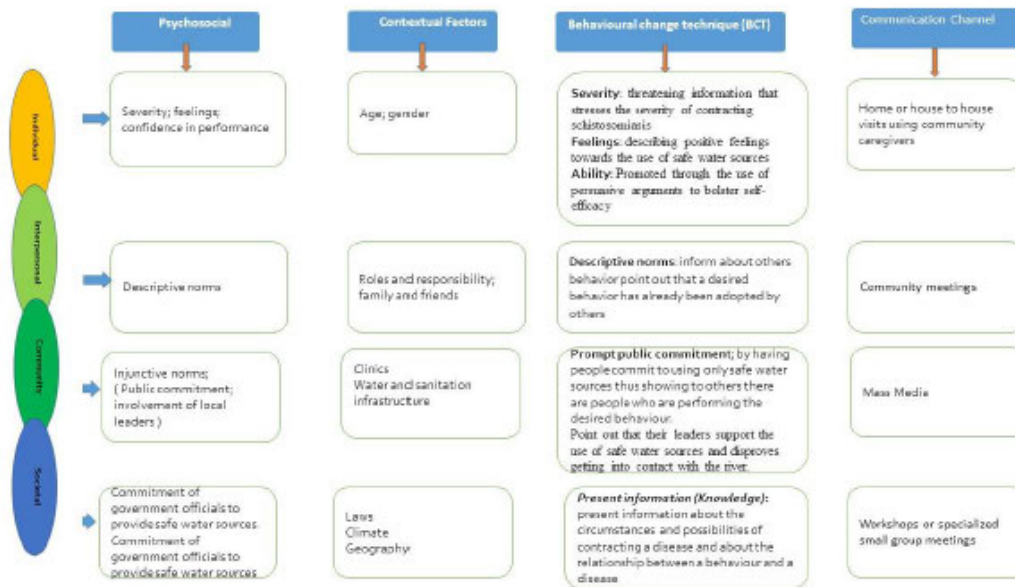 Psychosocial
Contextual Factors
Behavioural change technique (BCT)
Communication Channel
Individual
Severity; feelings;
confidence in performance
Age; gender
Severity: threatening information that
stresses the severity of contracting
schistosomiasis
Feelings: describing positive feelings
towards the use of safe water sources
Ability: Promoted through the use of
persuasive arguments to bolster self-
efficacy
Home or house to house
visits using community
caregivers
Interpersonal
Descriptive norms
Roles and responsibility;
family and friends
Descriptive norms: inform about others
behavior point out that a desired
behavior has already been adopted by
others
Community meetings
Community
Injunctive norms;
( Public commitment;
involvement of local
leaders )
Clinics
Water and sanitation
infrastructure
Prompt public commitment; by having
people commit to using only safe water
sources thus showing to others there
are people who are performing the
desired behaviour.
Point out that their leaders support the
use of safe water sources and disproves
getting into contact with the river.
Mass Media
Societal
Commitment of
government officials to
provide safe water sources.
Commitment of
government officials to
provide safe water sources
Laws
Climate
Geography
Present information (Knowledge):
present information about the
circumstances and possibilities of
contracting a disease and about the
relationship between a behaviour and a
disease
Workshops or specialized
small group meetings